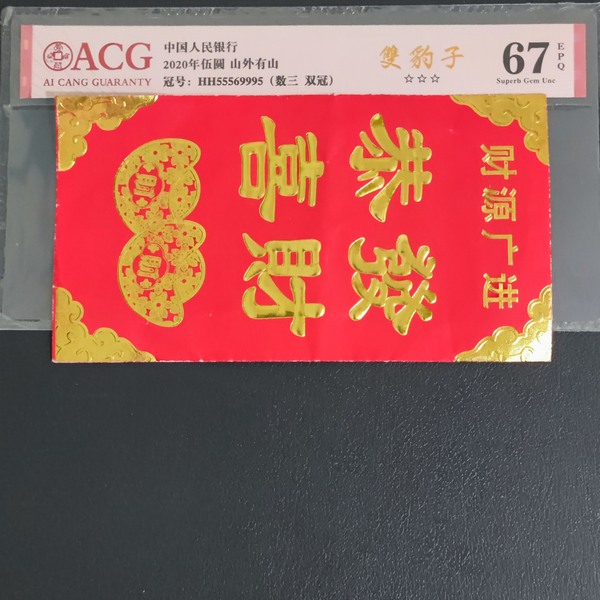 ACG
AI CANG GUARANTY
中国人民银行
2020年伍圆 山外有山
冠号：HH55569995（数三 双冠）
雙豹子
☆☆☆
67
EPQ
Superb Gem Unc
恭喜
發財
财源广进